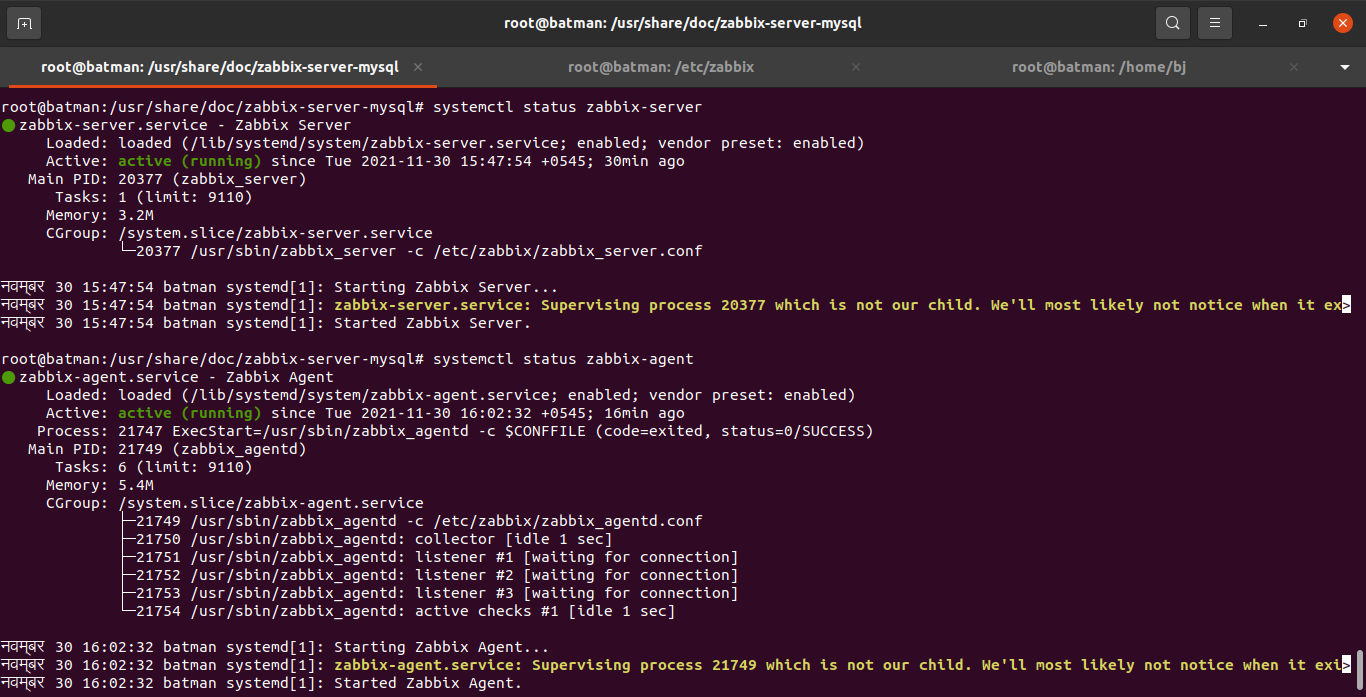 root@batman: /usr/share/doc/zabbix-server-mysql
root@batman: /usr/share/doc/zabbix-server-mysql
root@batman: /etc/zabbix
root@batman: /home/bj
root@batman:/usr/share/doc/zabbix-server-mysql# systemctl status zabbix-server
● zabbix-server.service - Zabbix Server
Loaded: loaded (/lib/systemd/system/zabbix-server.service; enabled; vendor preset: enabled)
Active: active (running) since Tue 2021-11-30 15:47:54 +0545; 30min ago
Main PID: 20377 (zabbix_server)
Tasks: 1 (limit: 9110)
Memory: 3.2M
CGroup: /system.slice/zabbix-server.service
└─20377 /usr/sbin/zabbix_server -c /etc/zabbix/zabbix_server.conf
नवम्बर 30 15:47:54 batman systemd[1]: Starting Zabbix Server...
नवम्बर 30 15:47:54 batman systemd[1]: zabbix-server.service: Supervising process 20377 which is not our child. We'll most likely not notice when it ex>
नवम्बर 30 15:47:54 batman systemd[1]: Started Zabbix Server.
root@batman:/usr/share/doc/zabbix-server-mysql# systemctl status zabbix-agent
● zabbix-agent.service - Zabbix Agent
Loaded: loaded (/lib/systemd/system/zabbix-agent.service; enabled; vendor preset: enabled)
Active: active (running) since Tue 2021-11-30 16:02:32 +0545; 16min ago
Process: 21747 ExecStart=/usr/sbin/zabbix_agentd -c $CONFFILE (code=exited, status=0/SUCCESS)
Main PID: 21749 (zabbix_agentd)
Tasks: 6 (limit: 9110)
Memory: 5.4M
CGroup: /system.slice/zabbix-agent.service
├─21749 /usr/sbin/zabbix_agentd -c /etc/zabbix/zabbix_agentd.conf
├─21750 /usr/sbin/zabbix_agentd: collector [idle 1 sec]
├─21751 /usr/sbin/zabbix_agentd: listener #1 [waiting for connection]
├─21752 /usr/sbin/zabbix_agentd: listener #2 [waiting for connection]
├─21753 /usr/sbin/zabbix_agentd: listener #3 [waiting for connection]
└─21754 /usr/sbin/zabbix_agentd: active checks #1 [idle 1 sec]
नवम्बर 30 16:02:32 batman systemd[1]: Starting Zabbix Agent...
नवम्बर 30 16:02:32 batman systemd[1]: zabbix-agent.service: Supervising process 21749 which is not our child. We'll most likely not notice when it exi>
नवम्बर 30 16:02:32 batman systemd[1]: Started Zabbix Agent.